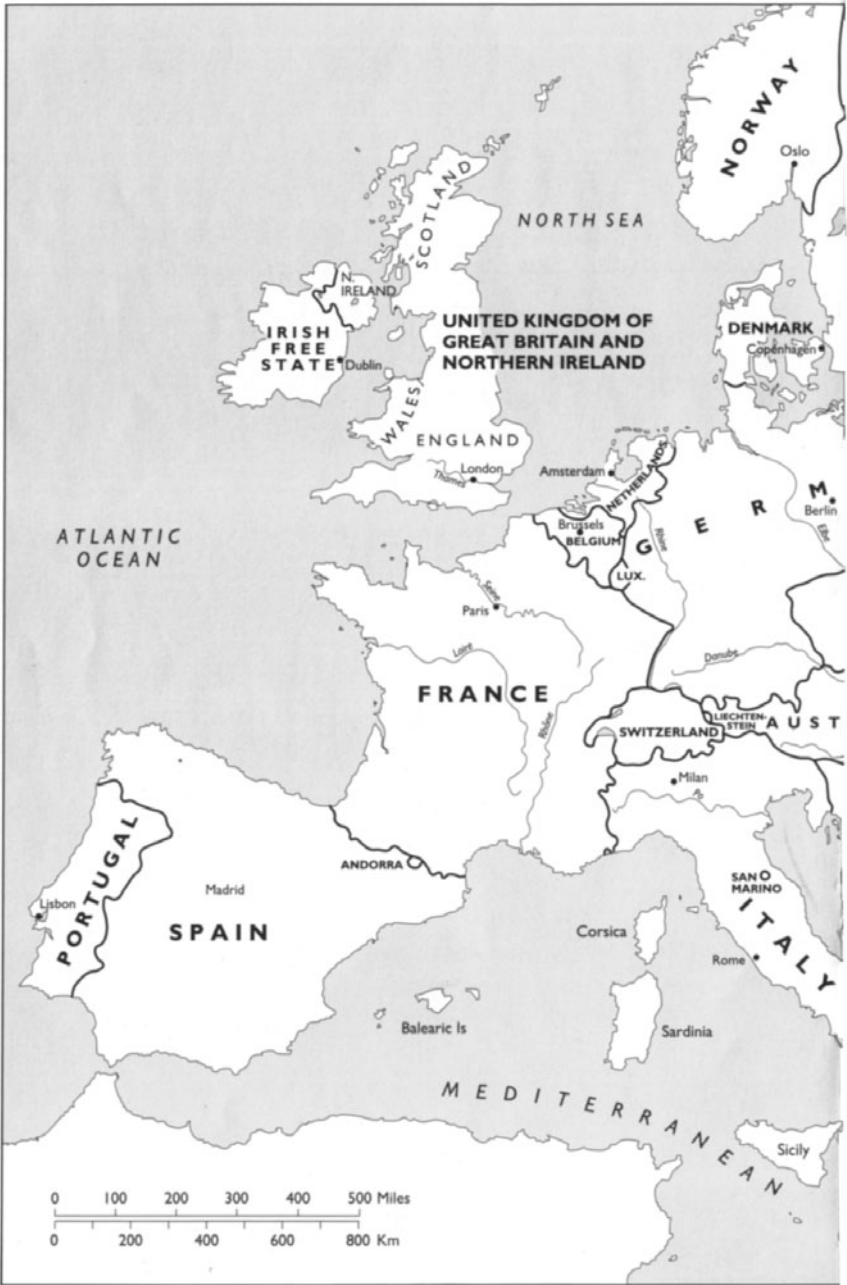 NORWAY
Oslo
SCOTLAND
NORTH SEA
N.
IRELAND
UNITED KINGDOM OF
GREAT BRITAIN AND
NORTHERN IRELAND
DENMARK
Copenhagen
IRISH
FREE
STATE
Dublin
WALES
ENGLAND
London
Thames
Amsterdam
NETHERLANDS
GERM
Berlin
Elbe
Rhine
Brussels
BELGIUM
LUX.
ATLANTIC
OCEAN
Seine
Paris
Loire
Danube
FRANCE
Rhône
SWITZERLAND
LIECHTEN-
STEIN
AUST
Milan
Po
ANDORRA
SAN
MARINO
PORTUGAL
Lisbon
Madrid
SPAIN
ITALY
Corsica
Rome
Balearic Is
Sardinia
MEDITERRANEAN
Sicily
0 100 200 300 400 500 Miles
0 200 400 600 800 Km